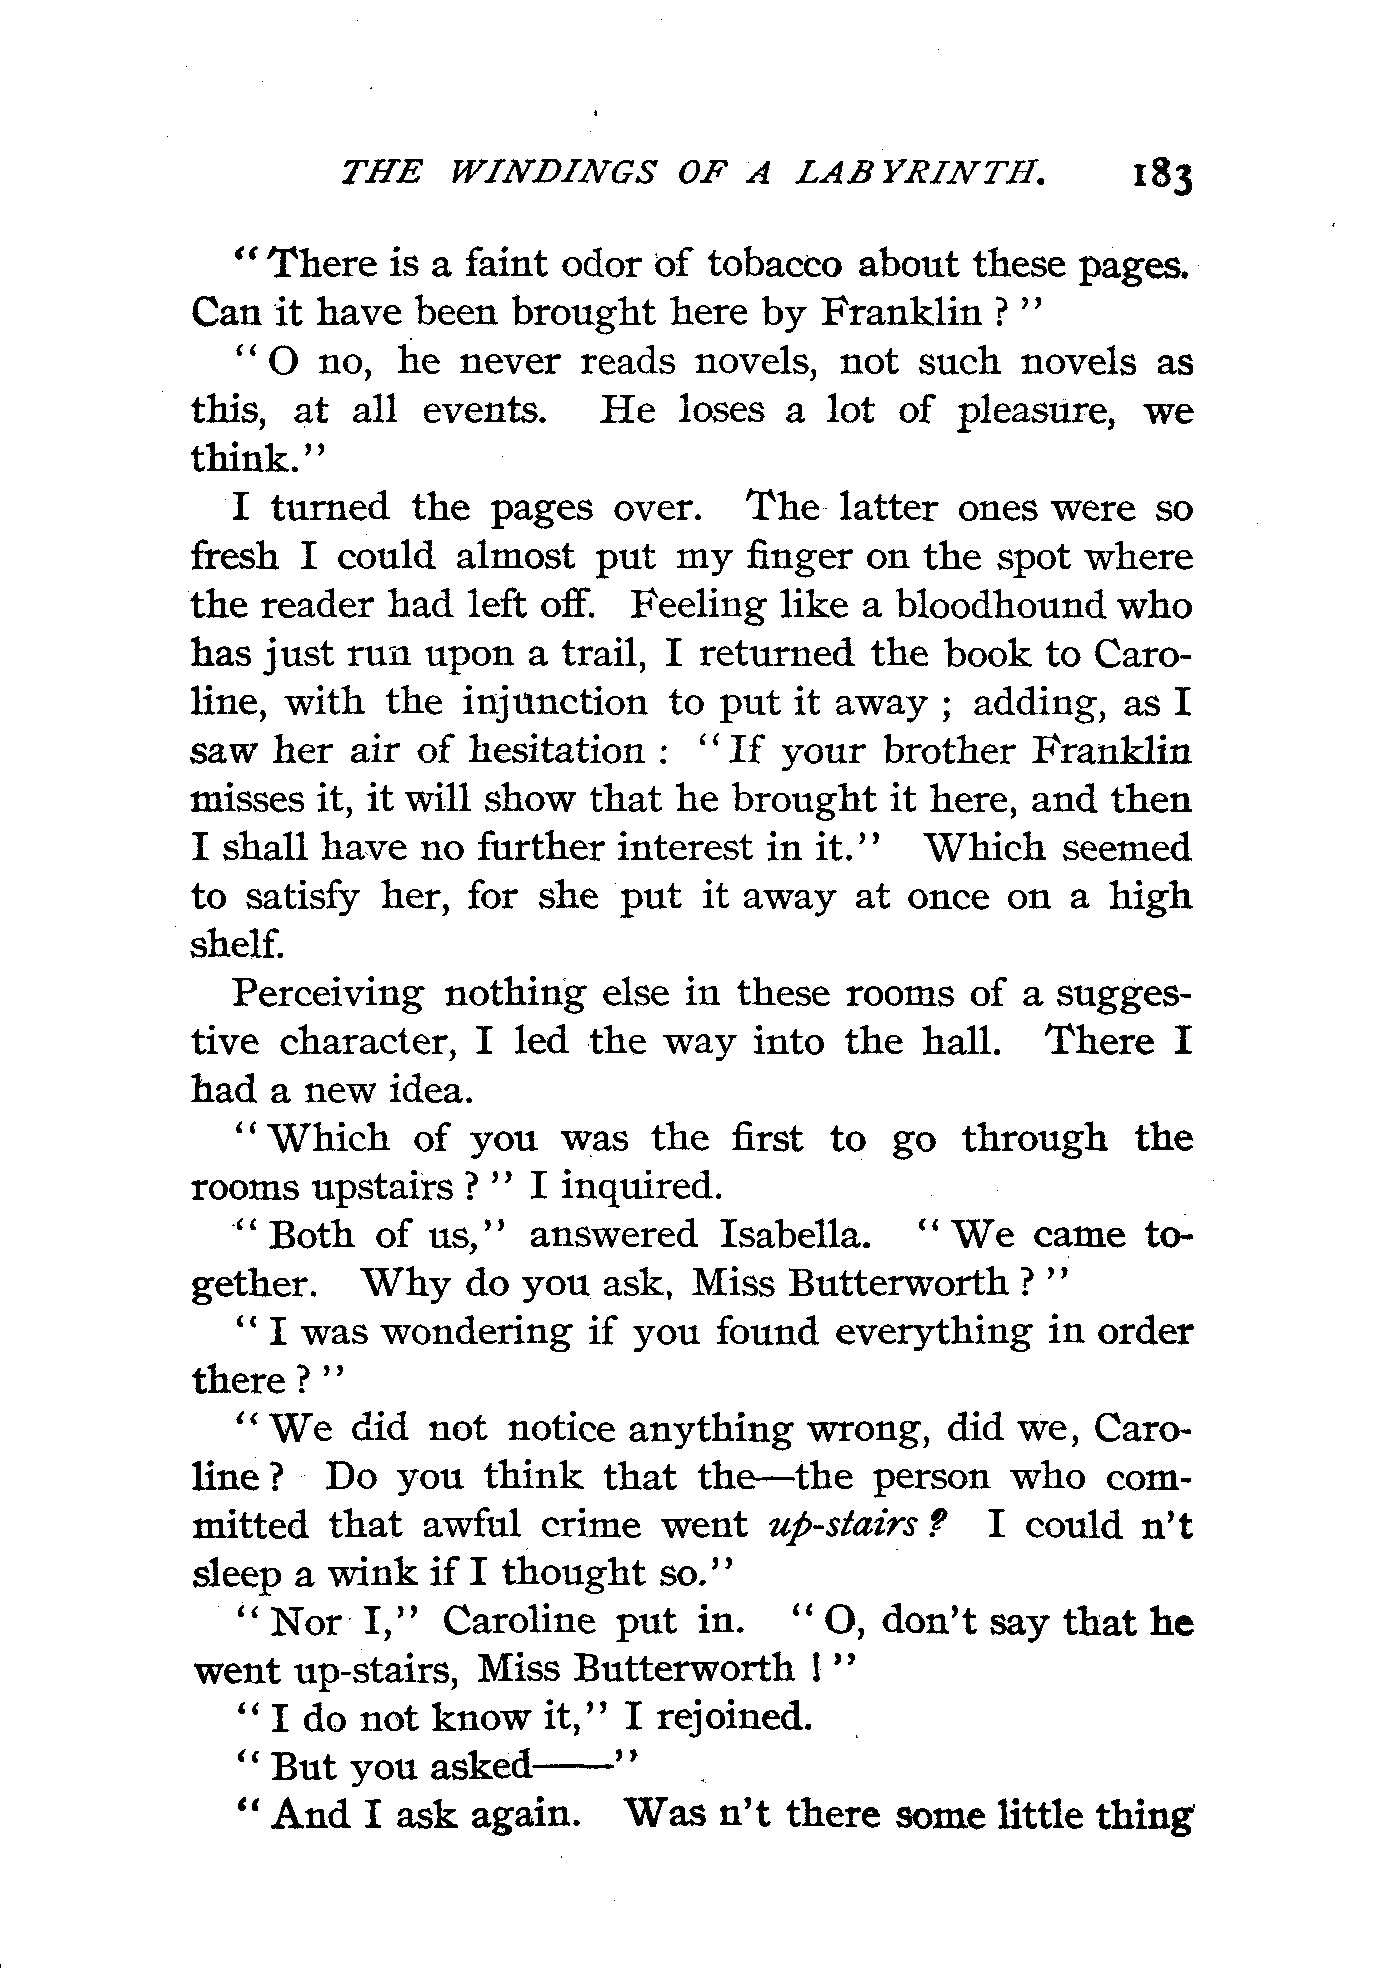 THE WINDINGS OF A LABYRINTH. 183
"There is a faint odor of tobacco about these pages.
Can it have been brought here by Franklin ? "
"O no, he never reads novels, not such novels as
this, at all events. He loses a lot of pleasure, we
think."
I turned the pages over. The latter ones were so
fresh I could almost put my finger on the spot where
the reader had left off. Feeling like a bloodhound who
has just run upon a trail, I returned the book to Caro-
line, with the injunction to put it away ; adding, as I
saw her air of hesitation : "If your brother Franklin
misses it, it will show that he brought it here, and then
I shall have no further interest in it." Which seemed
to satisfy her, for she put it away at once on a high
shelf.
Perceiving nothing else in these rooms of a sugges-
tive character, I led the way into the hall. There I
had a new idea.
"Which of you was the first to go through the
rooms upstairs ? " I inquired.
"Both of us," answered Isabella. "We came to-
gether. Why do you ask, Miss Butterworth ? "
"I was wondering if you found everything in order
there ? "
"We did not notice anything wrong, did we, Caro-
line ? Do you think that the—the person who com-
mitted that awful crime went up-stairs ? I could n't
sleep a wink if I thought so."
"Nor I," Caroline put in. "O, don't say that he
went up-stairs, Miss Butterworth ! "
"I do not know it," I rejoined.
"But you asked——"
"And I ask again. Was n't there some little thing